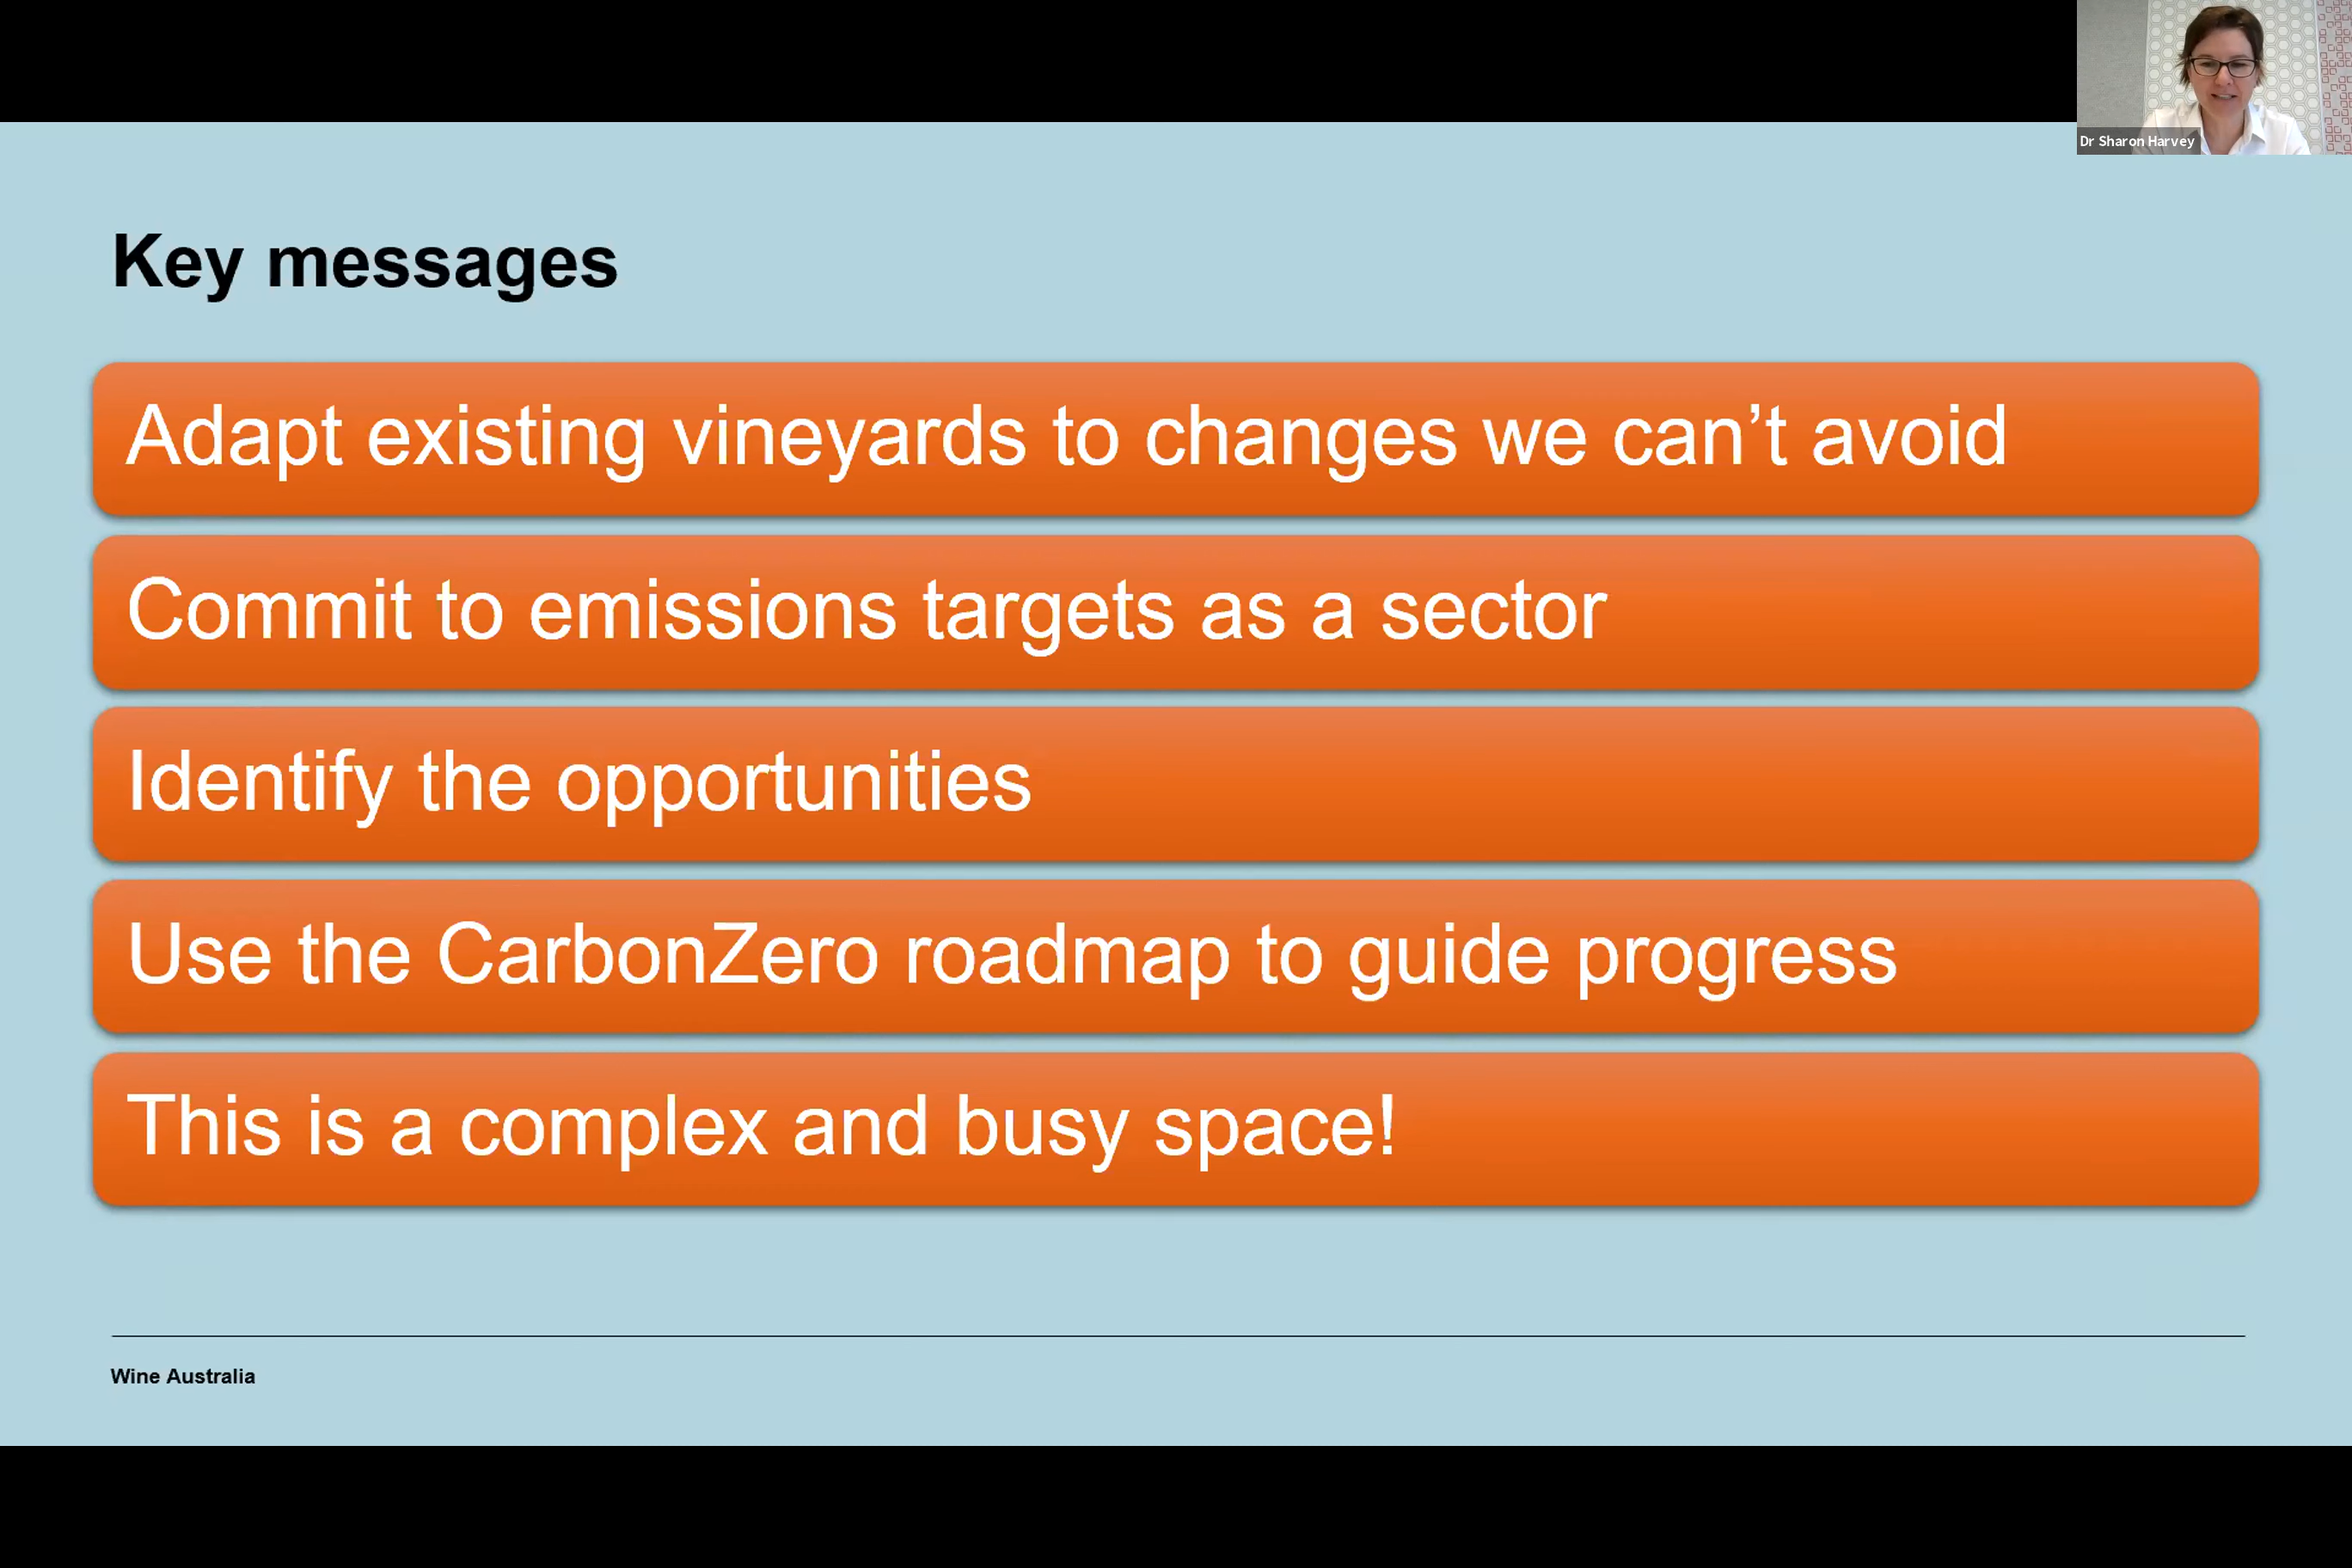 Dr Sharon Harvey
Key messages
Adapt existing vineyards to changes we can’t avoid
Commit to emissions targets as a sector
Identify the opportunities
Use the CarbonZero roadmap to guide progress
This is a complex and busy space!
Wine Australia